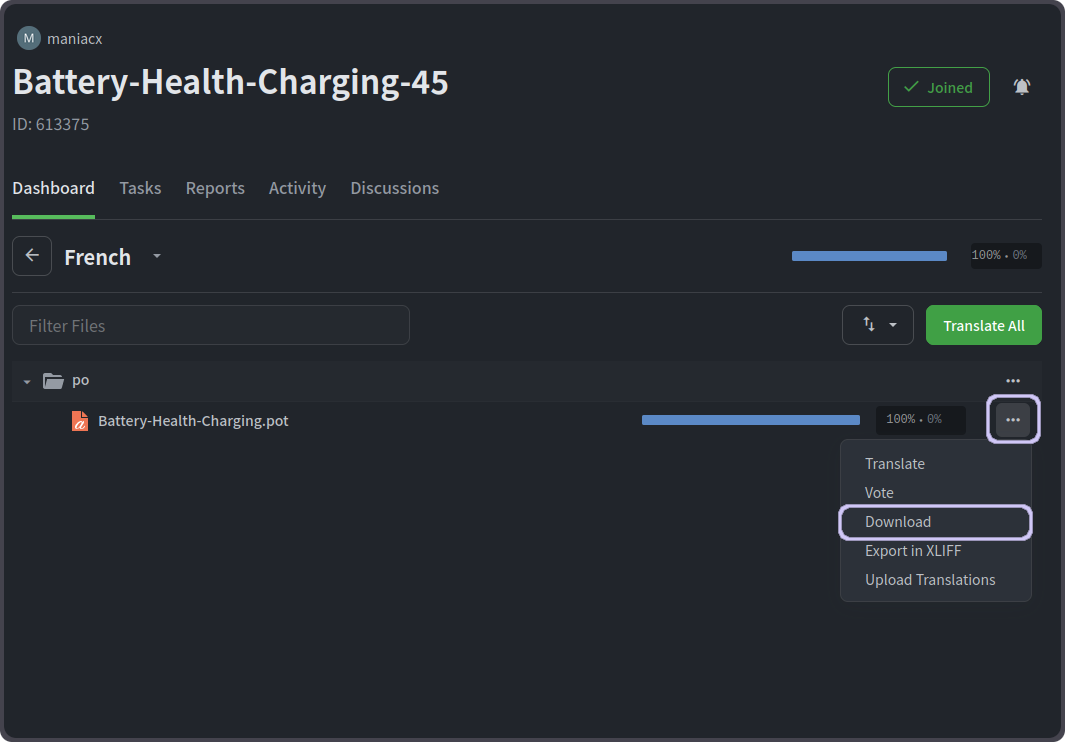 M maniacx
Battery-Health-Charging-45
Joined
ID: 613375
Dashboard Tasks Reports Activity Discussions
French
100% • 0%
Filter Files
Translate All
po
Battery-Health-Charging.pot
100% • 0%
Translate
Vote
Download
Export in XLIFF
Upload Translations